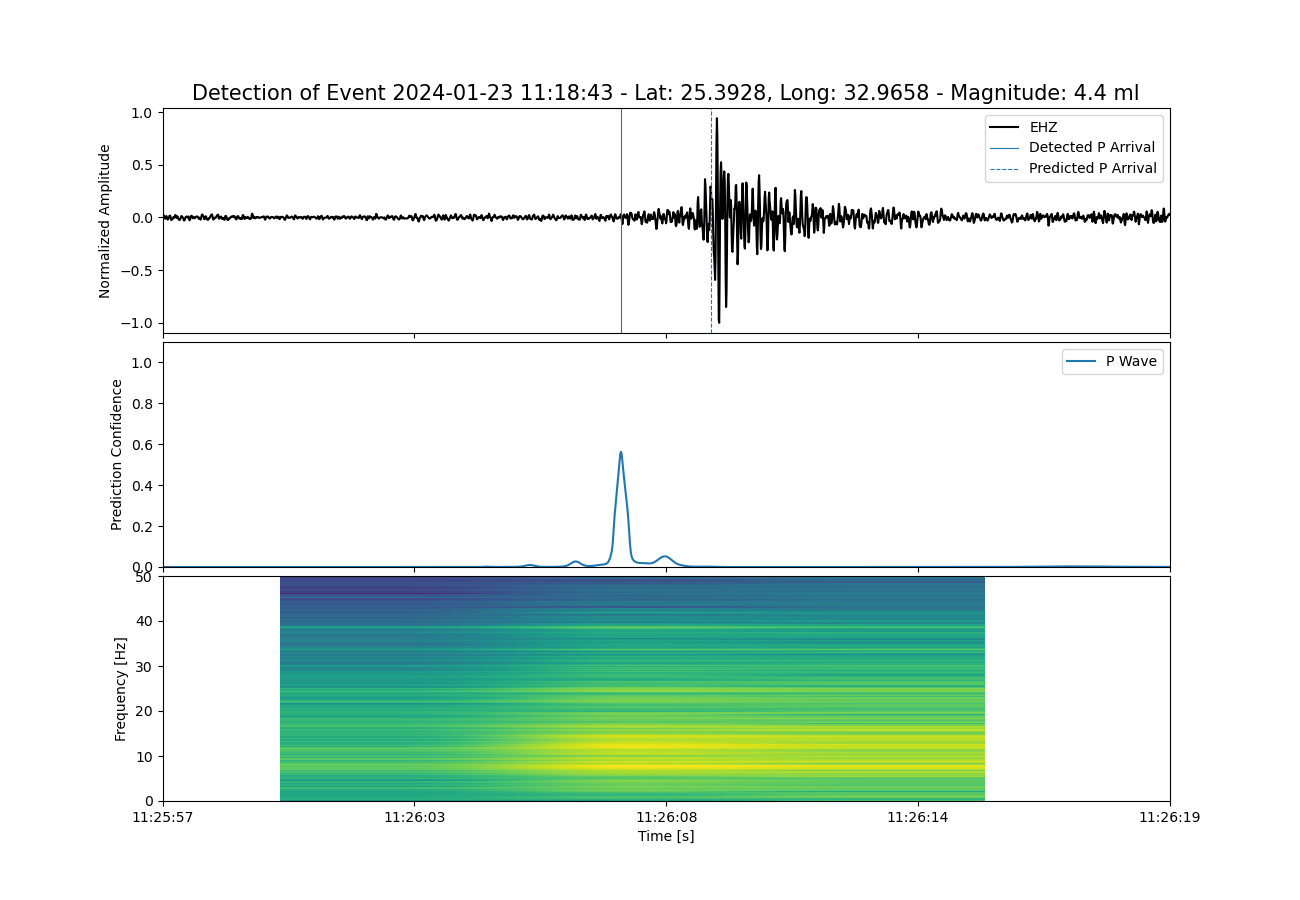 Detection of Event 2024-01-23 11:18:43 - Lat: 25.3928, Long: 32.9658 - Magnitude: 4.4 ml
1.0
0.5
0.0
−0.5
−1.0
Normalized Amplitude
EHZ
Detected P Arrival
Predicted P Arrival
1.0
0.8
0.6
0.4
0.2
0.0
Prediction Confidence
P Wave
50
40
30
20
10
0
Frequency [Hz]
11:25:57
11:26:03
11:26:08
11:26:14
11:26:19
Time [s]